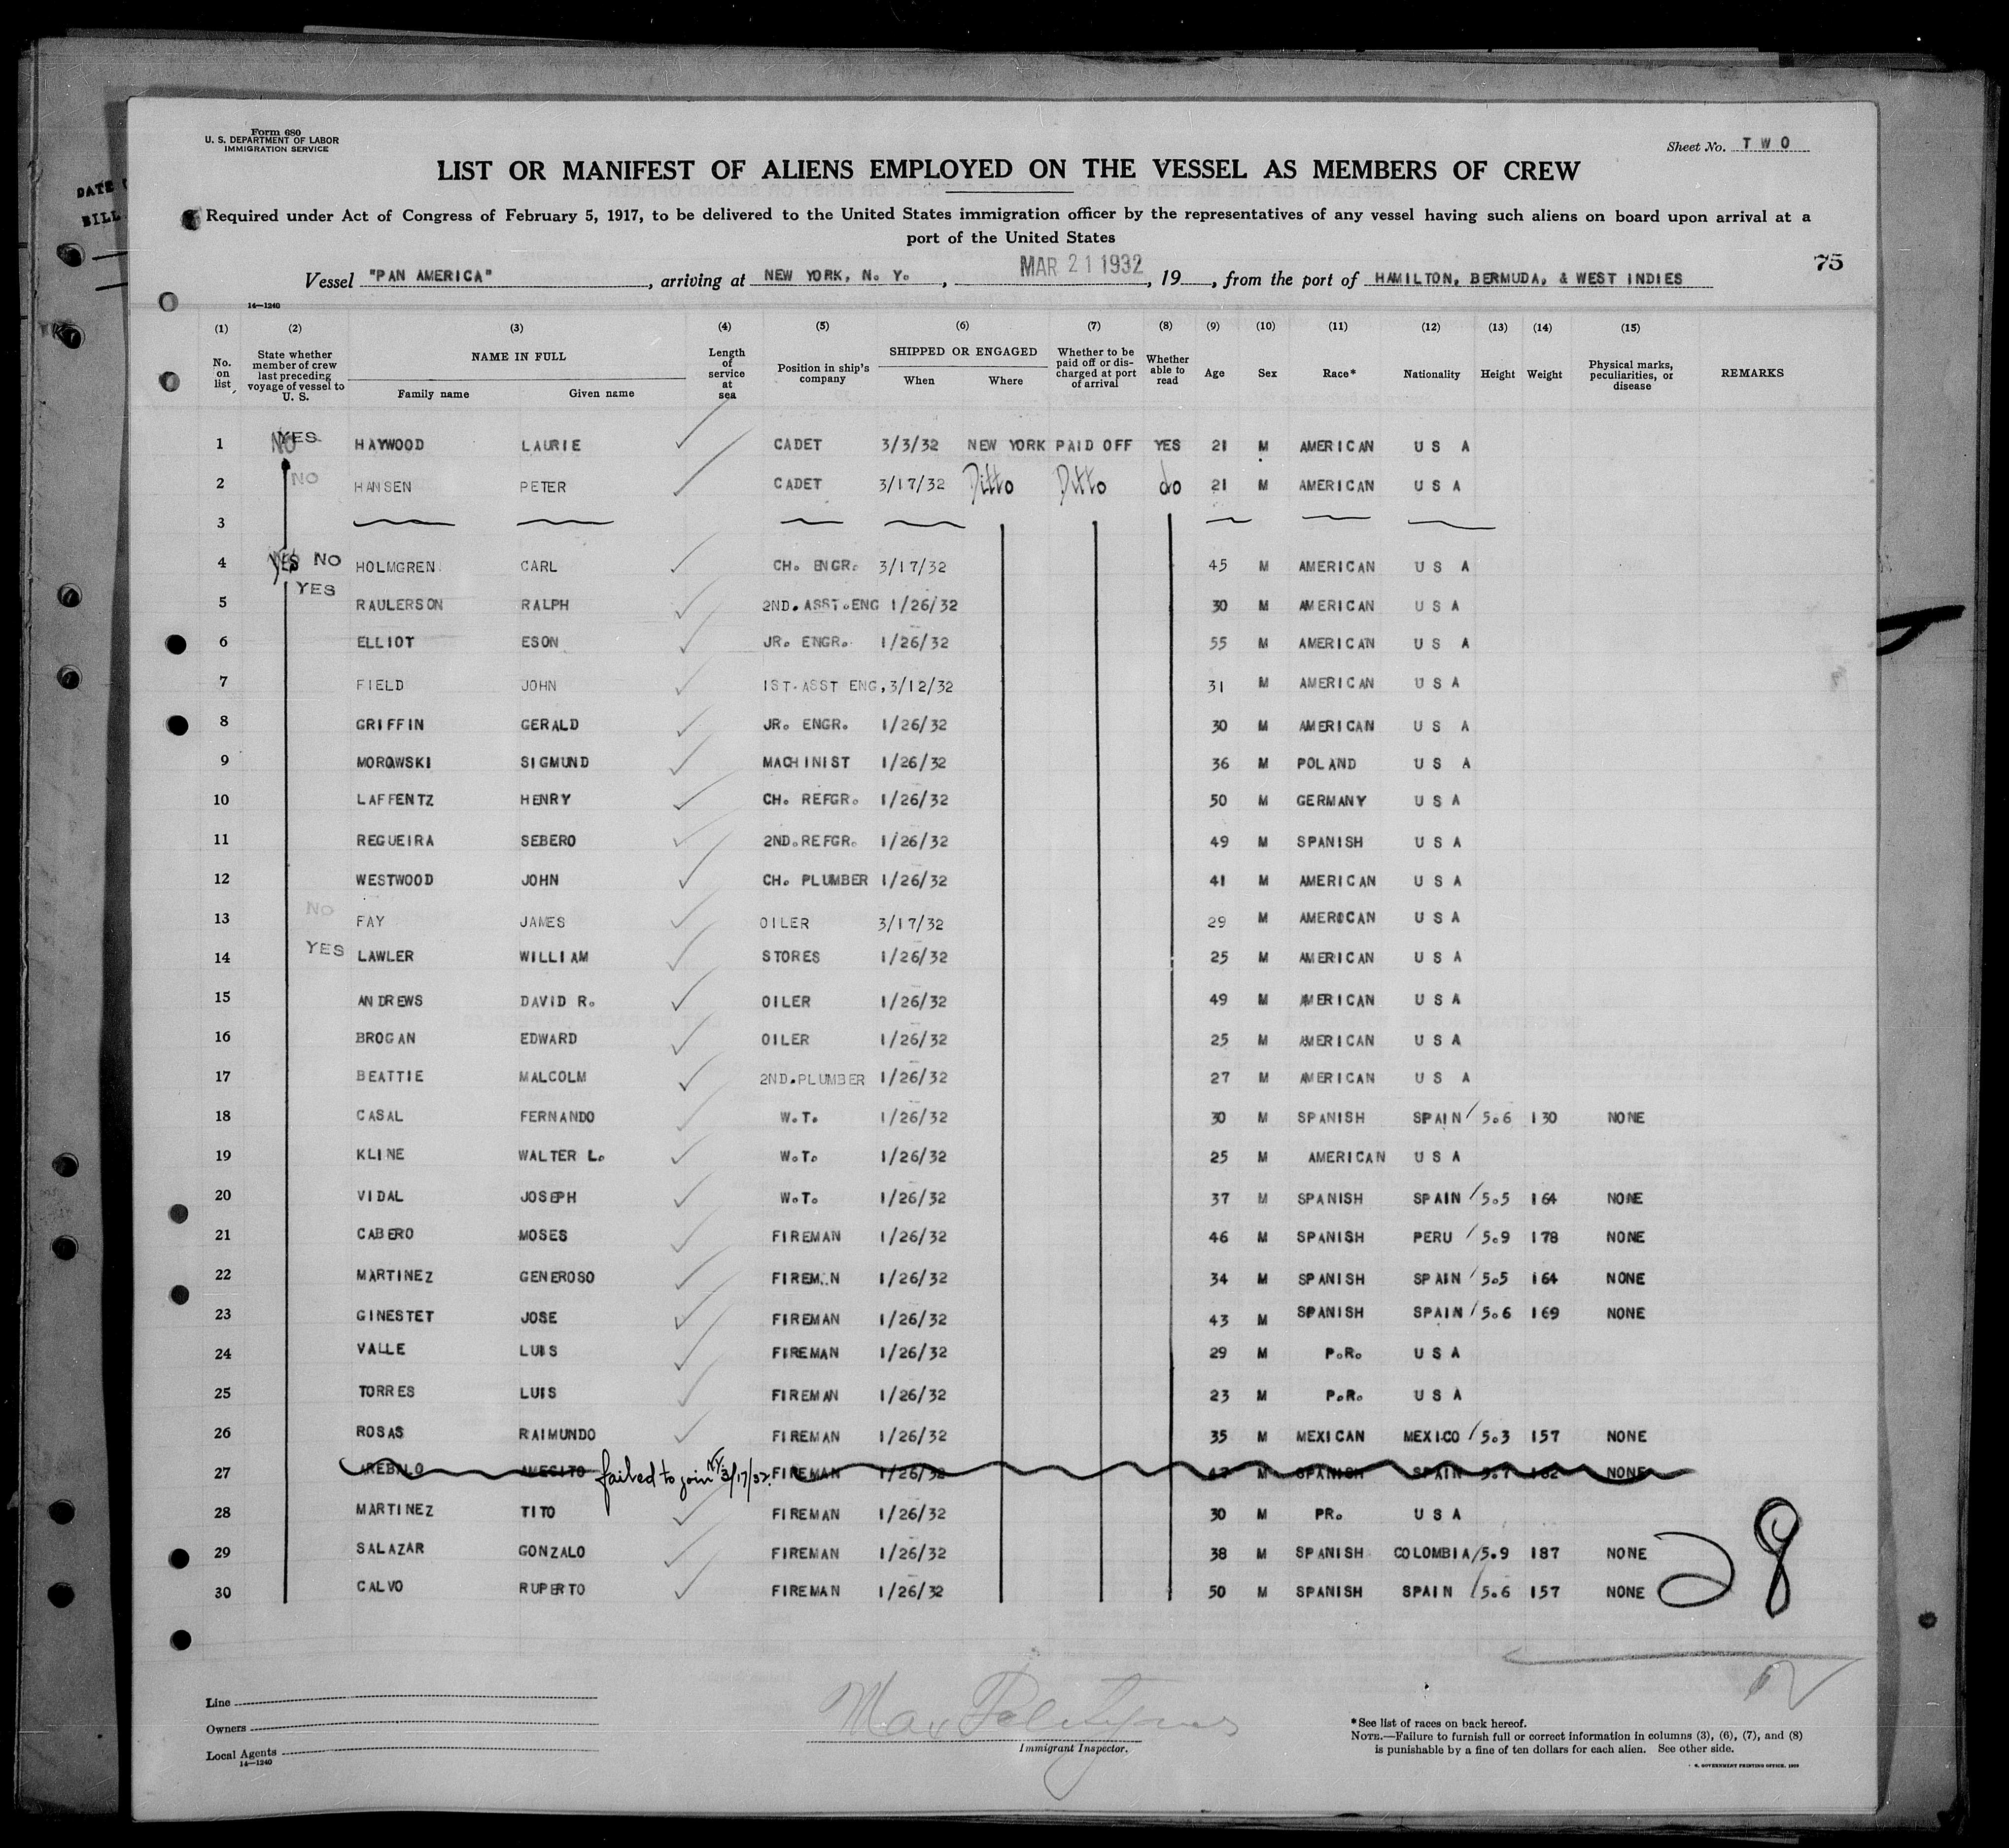 Form 680
U. S. DEPARTMENT OF LABOR
IMMIGRATION SERVICE
Sheet No. TWO
LIST OR MANIFEST OF ALIENS EMPLOYED ON THE VESSEL AS MEMBERS OF CREW
Required under Act of Congress of February 5, 1917, to be delivered to the United States immigration officer by the representatives of any vessel having such aliens on board upon arrival at a
port of the United States
DATE
BILL
75
Vessel "PAN AMERICA", arriving at NEW YORK, N. Y., MAR 21 1932, 19, from the port of HAMILTON, BERMUDA, & WEST INDIES
14—1240
(1) (2) (3) (4) (5) (6) (7) (8) (9) (10) (11) (12) (13) (14) (15)
No. on list State whether member of crew last preceding voyage of vessel to U. S. NAME IN FULL Family name Given name Length of service at sea Position in ship's company SHIPPED OR ENGAGED When Where Whether to be paid off or discharged at port of arrival Whether able to read Age Sex Race* Nationality Height Weight Physical marks, peculiarities, or disease REMARKS
1 NO YES HAYWOOD LAURIE CADET 3/3/32 NEW YORK PAID OFF YES 21 M AMERICAN U S A
2 NO HANSEN PETER CADET 3/17/32 Ditto Ditto do 21 M AMERICAN U S A
3
4 YES NO HOLMGREN CARL CH. ENGR. 3/17/32 45 M AMERICAN U S A
5 YES RAULERSON RALPH 2ND. ASST.ENG 1/26/32 30 M AMERICAN U S A
6 ELLIOT ESON JR. ENGR. 1/26/32 55 M AMERICAN U S A
7 FIELD JOHN 1ST. ASST ENG, 3/12/32 31 M AMERICAN U S A
8 GRIFFIN GERALD JR. ENGR. 1/26/32 30 M AMERICAN U S A
9 MOROWSKI SIGMUND MACHINIST 1/26/32 36 M POLAND U S A
10 LAFFENTZ HENRY CH. REFGR. 1/26/32 50 M GERMANY U S A
11 REGUEIRA SEBERO 2ND.REFGR. 1/26/32 49 M SPANISH U S A
12 WESTWOOD JOHN CH. PLUMBER 1/26/32 41 M AMERICAN U S A
13 NO FAY JAMES OILER 3/17/32 29 M AMERICAN U S A
14 YES LAWLER WILLIAM STORES 1/26/32 25 M AMERICAN U S A
15 ANDREWS DAVID R. OILER 1/26/32 49 M AMERICAN U S A
16 BROGAN EDWARD OILER 1/26/32 25 M AMERICAN U S A
17 BEATTIE MALCOLM 2ND.PLUMBER 1/26/32 27 M AMERICAN U S A
18 CASAL FERNANDO W.T. 1/26/32 30 M SPANISH SPAIN 5.6 130 NONE
19 KLINE WALTER L. W.T. 1/26/32 25 M AMERICAN U S A
20 VIDAL JOSEPH W.T. 1/26/32 37 M SPANISH SPAIN 5.5 164 NONE
21 CABERO MOSES FIREMAN 1/26/32 46 M SPANISH PERU 5.9 178 NONE
22 MARTINEZ GENEROSO FIREMAN 1/26/32 34 M SPANISH SPAIN 5.5 164 NONE
23 GINESTET JOSE FIREMAN 1/26/32 43 M SPANISH SPAIN 5.6 169 NONE
24 VALLE LUIS FIREMAN 1/26/32 29 M P.R. U S A
25 TORRES LUIS FIREMAN 1/26/32 23 M P.R. U S A
26 ROSAS RAIMUNDO FIREMAN 1/26/32 35 M MEXICAN MEXICO 5.3 157 NONE
27 AREBALO failed to join N.Y. 3/17/32. FIREMAN 1/26/32 47 M SPANISH SPAIN 5.7 162 NONE
28 MARTINEZ TITO FIREMAN 1/26/32 30 M PR. U S A
29 SALAZAR GONZALO FIREMAN 1/26/32 38 M SPANISH COLOMBIA 5.9 187 NONE
30 CALVO RUPERTO FIREMAN 1/26/32 50 M SPANISH SPAIN 5.6 157 NONE
28
Line
Owners
Local Agents
14—1240
Max
Immigrant Inspector.
*See list of races on back hereof.
NOTE.—Failure to furnish full or correct information in columns (3), (6), (7), and (8)
is punishable by a fine of ten dollars for each alien. See other side.
GOVERNMENT PRINTING OFFICE